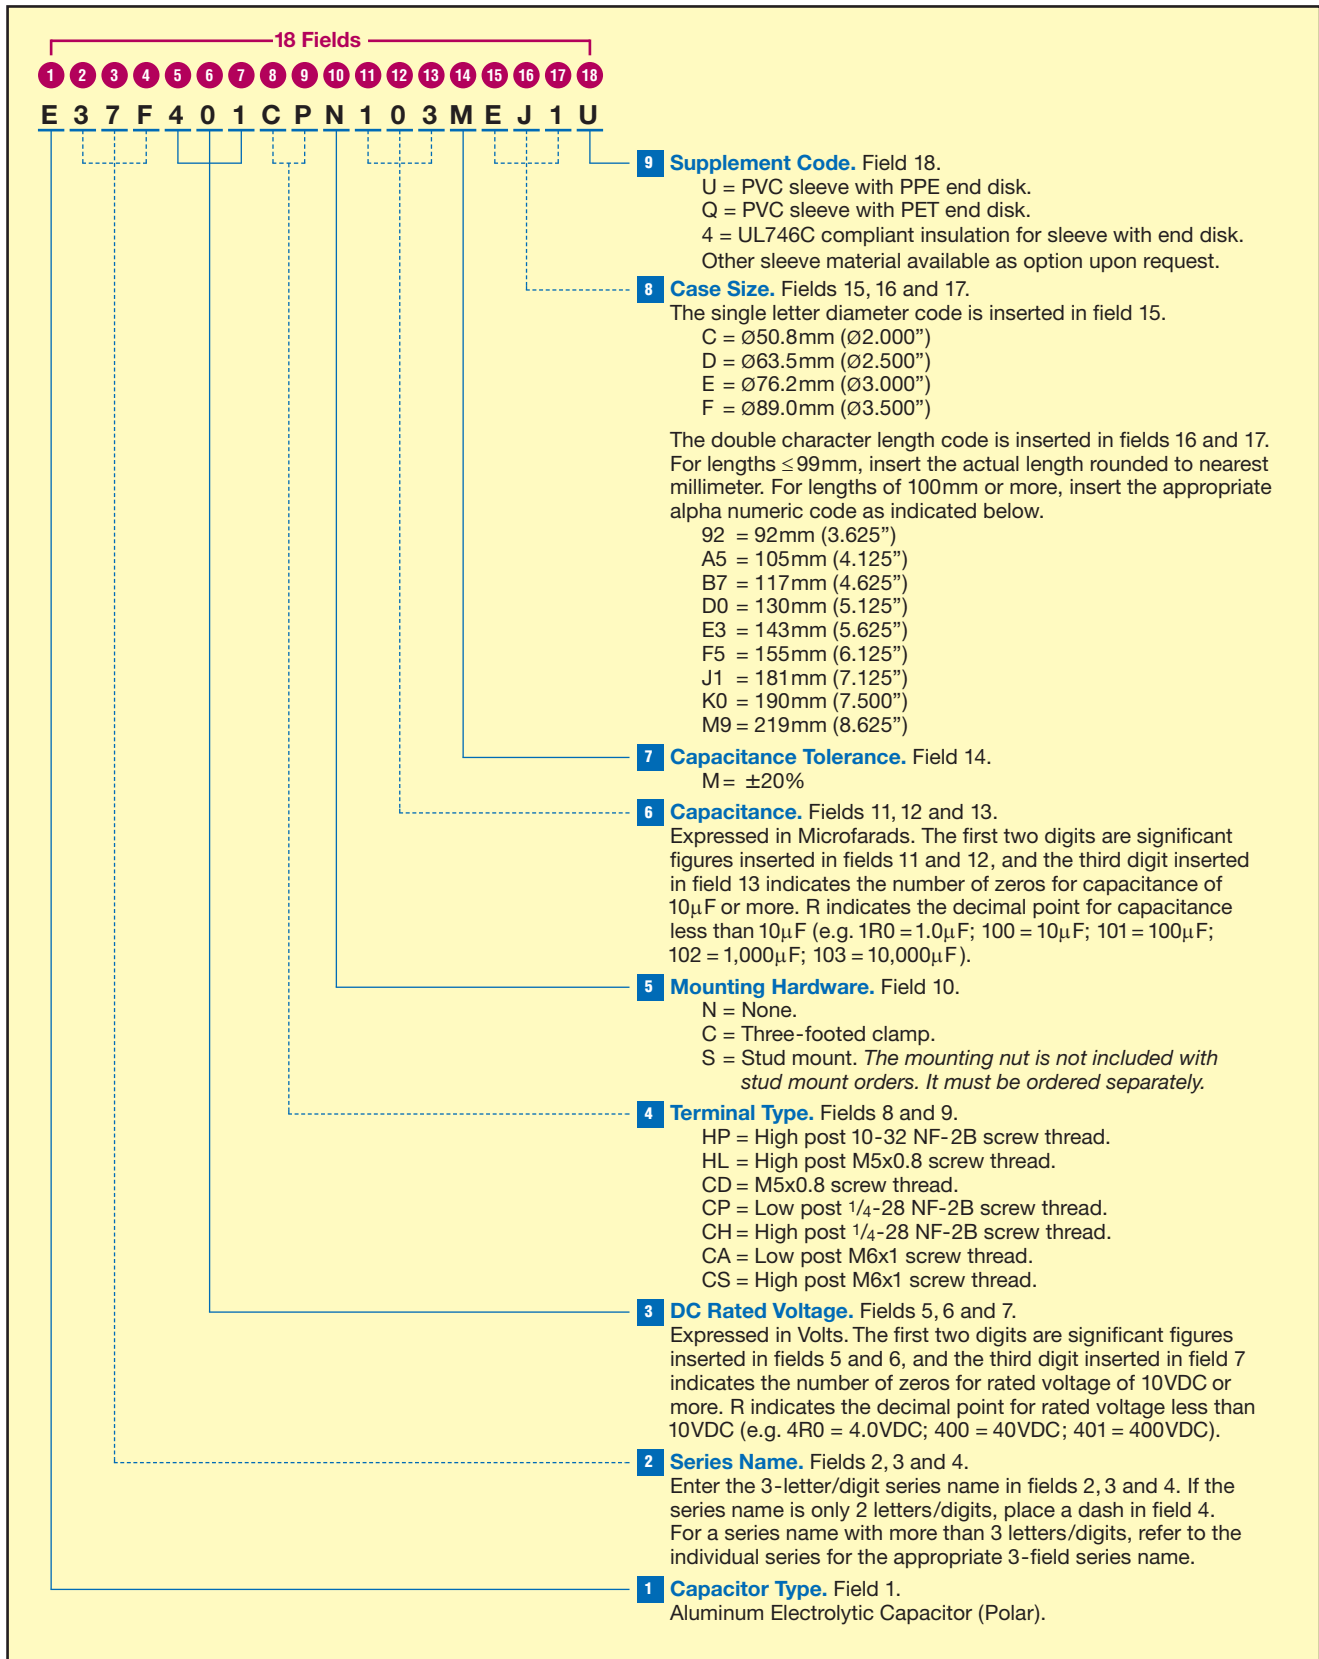 18 Fields
1 2 3 4 5 6 7 8 9 10 11 12 13 14 15 16 17 18
E 3 7 F 4 0 1 C P N 1 0 3 M E J 1 U
9 Supplement Code. Field 18.
U = PVC sleeve with PPE end disk.
Q = PVC sleeve with PET end disk.
4 = UL746C compliant insulation for sleeve with end disk.
Other sleeve material available as option upon request.
8 Case Size. Fields 15, 16 and 17.
The single letter diameter code is inserted in field 15.
C = Ø50.8mm (Ø2.000”)
D = Ø63.5mm (Ø2.500”)
E = Ø76.2mm (Ø3.000”)
F = Ø89.0mm (Ø3.500”)
The double character length code is inserted in fields 16 and 17.
For lengths ≤99mm, insert the actual length rounded to nearest
millimeter. For lengths of 100mm or more, insert the appropriate
alpha numeric code as indicated below.
92 = 92mm (3.625”)
A5 = 105mm (4.125”)
B7 = 117mm (4.625”)
D0 = 130mm (5.125”)
E3 = 143mm (5.625”)
F5 = 155mm (6.125”)
J1 = 181mm (7.125”)
K0 = 190mm (7.500”)
M9 = 219mm (8.625”)
7 Capacitance Tolerance. Field 14.
M = ±20%
6 Capacitance. Fields 11, 12 and 13.
Expressed in Microfarads. The first two digits are significant
figures inserted in fields 11 and 12, and the third digit inserted
in field 13 indicates the number of zeros for capacitance of
10µF or more. R indicates the decimal point for capacitance
less than 10µF (e.g. 1R0 = 1.0µF; 100 = 10µF; 101 = 100µF;
102 = 1,000µF; 103 = 10,000µF).
5 Mounting Hardware. Field 10.
N = None.
C = Three-footed clamp.
S = Stud mount. The mounting nut is not included with
stud mount orders. It must be ordered separately.
4 Terminal Type. Fields 8 and 9.
HP = High post 10-32 NF-2B screw thread.
HL = High post M5x0.8 screw thread.
CD = M5x0.8 screw thread.
CP = Low post 1/4-28 NF-2B screw thread.
CH = High post 1/4-28 NF-2B screw thread.
CA = Low post M6x1 screw thread.
CS = High post M6x1 screw thread.
3 DC Rated Voltage. Fields 5, 6 and 7.
Expressed in Volts. The first two digits are significant figures
inserted in fields 5 and 6, and the third digit inserted in field 7
indicates the number of zeros for rated voltage of 10VDC or
more. R indicates the decimal point for rated voltage less than
10VDC (e.g. 4R0 = 4.0VDC; 400 = 40VDC; 401 = 400VDC).
2 Series Name. Fields 2, 3 and 4.
Enter the 3-letter/digit series name in fields 2, 3 and 4. If the
series name is only 2 letters/digits, place a dash in field 4.
For a series name with more than 3 letters/digits, refer to the
individual series for the appropriate 3-field series name.
1 Capacitor Type. Field 1.
Aluminum Electrolytic Capacitor (Polar).